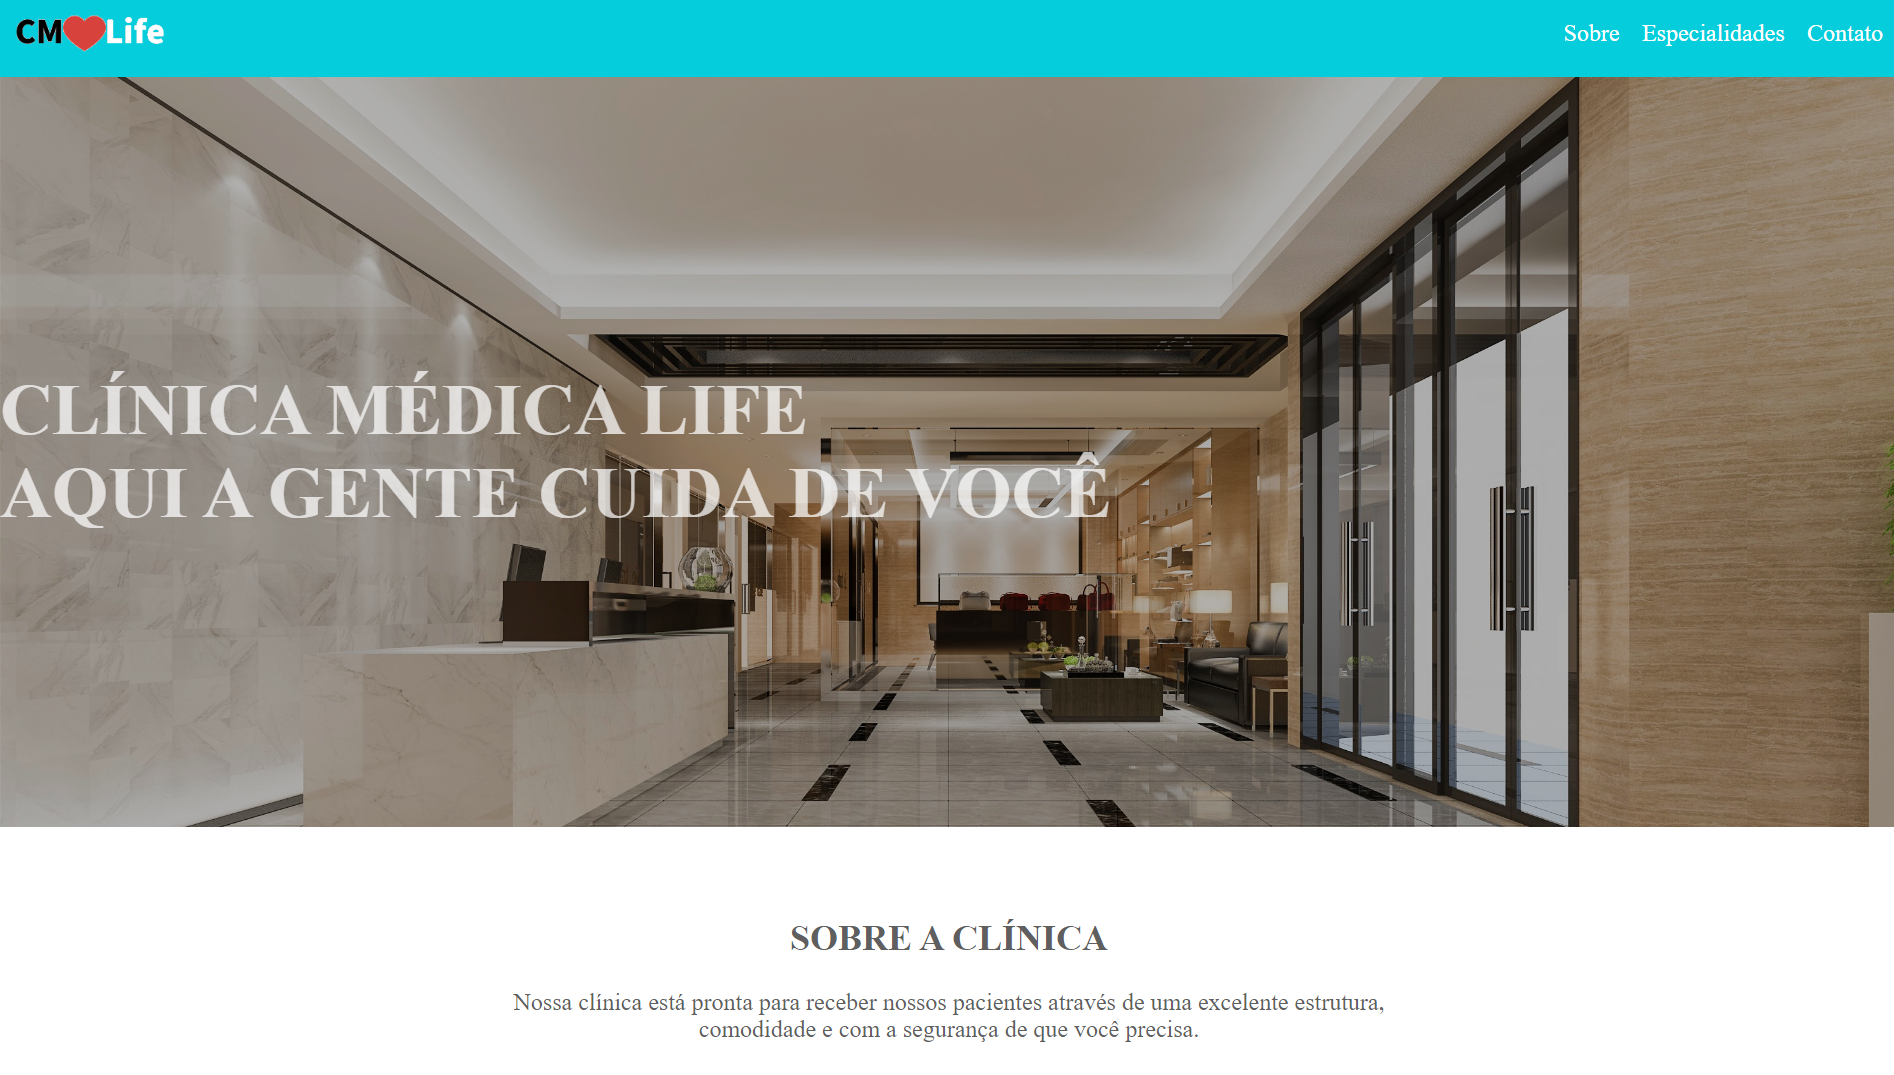 CM Life
Sobre Especialidades Contato
CLÍNICA MÉDICA LIFE
AQUI A GENTE CUIDA DE VOCÊ
SOBRE A CLÍNICA
Nossa clínica está pronta para receber nossos pacientes através de uma excelente estrutura,
comodidade e com a segurança de que você precisa.